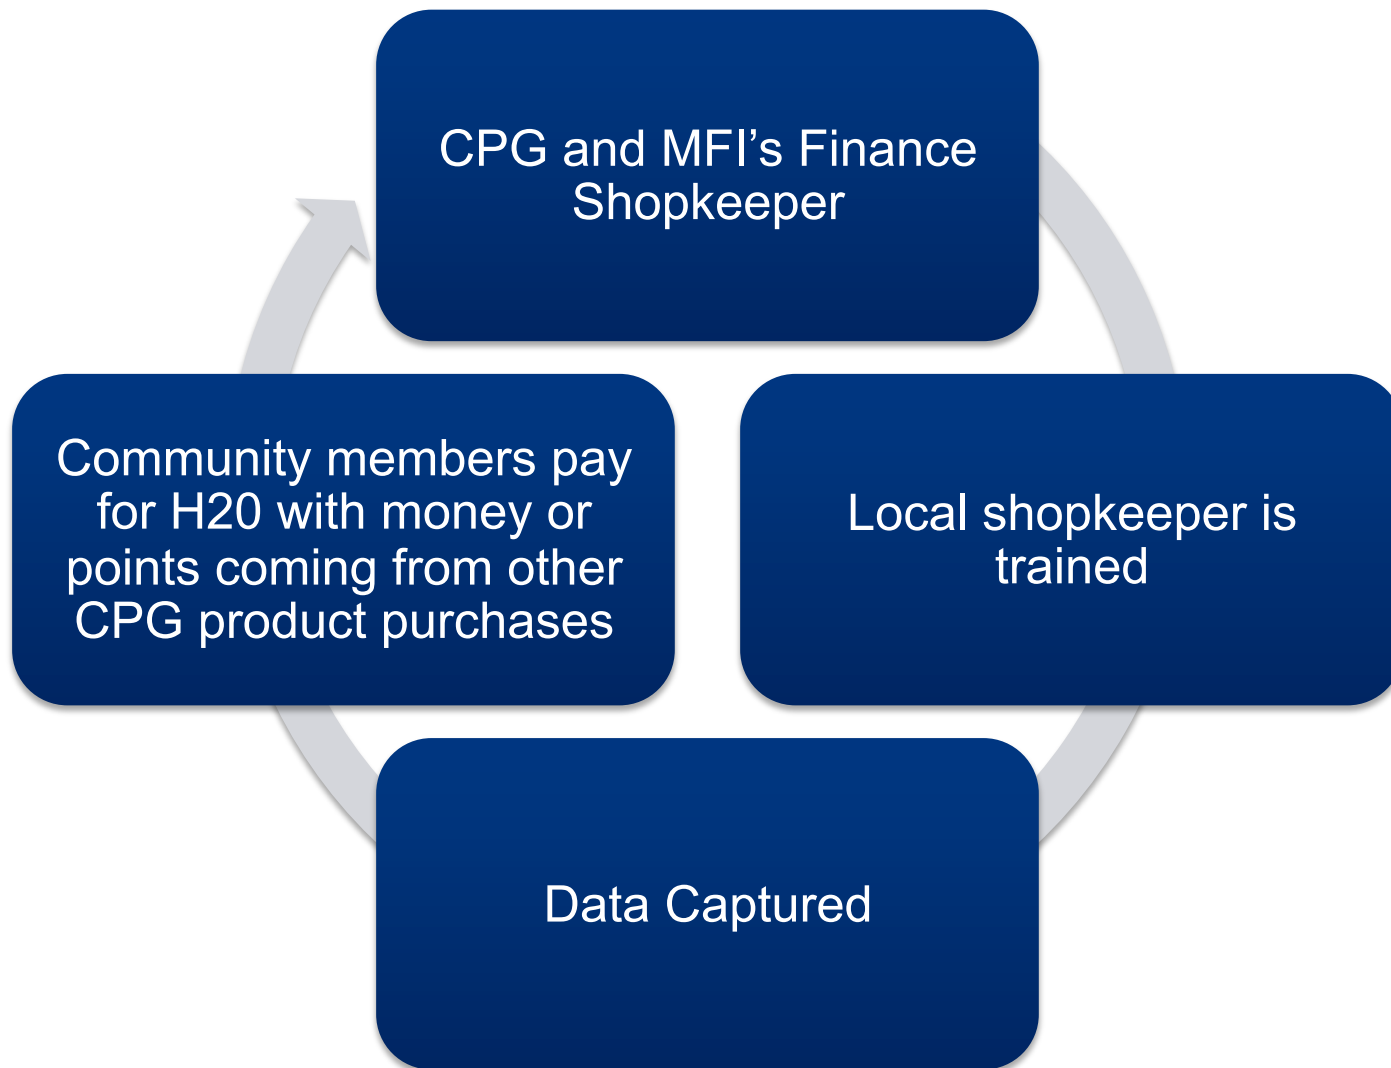 CPG and MFI’s Finance
Shopkeeper
Local shopkeeper is
trained
Data Captured
Community members pay
for H20 with money or
points coming from other
CPG product purchases